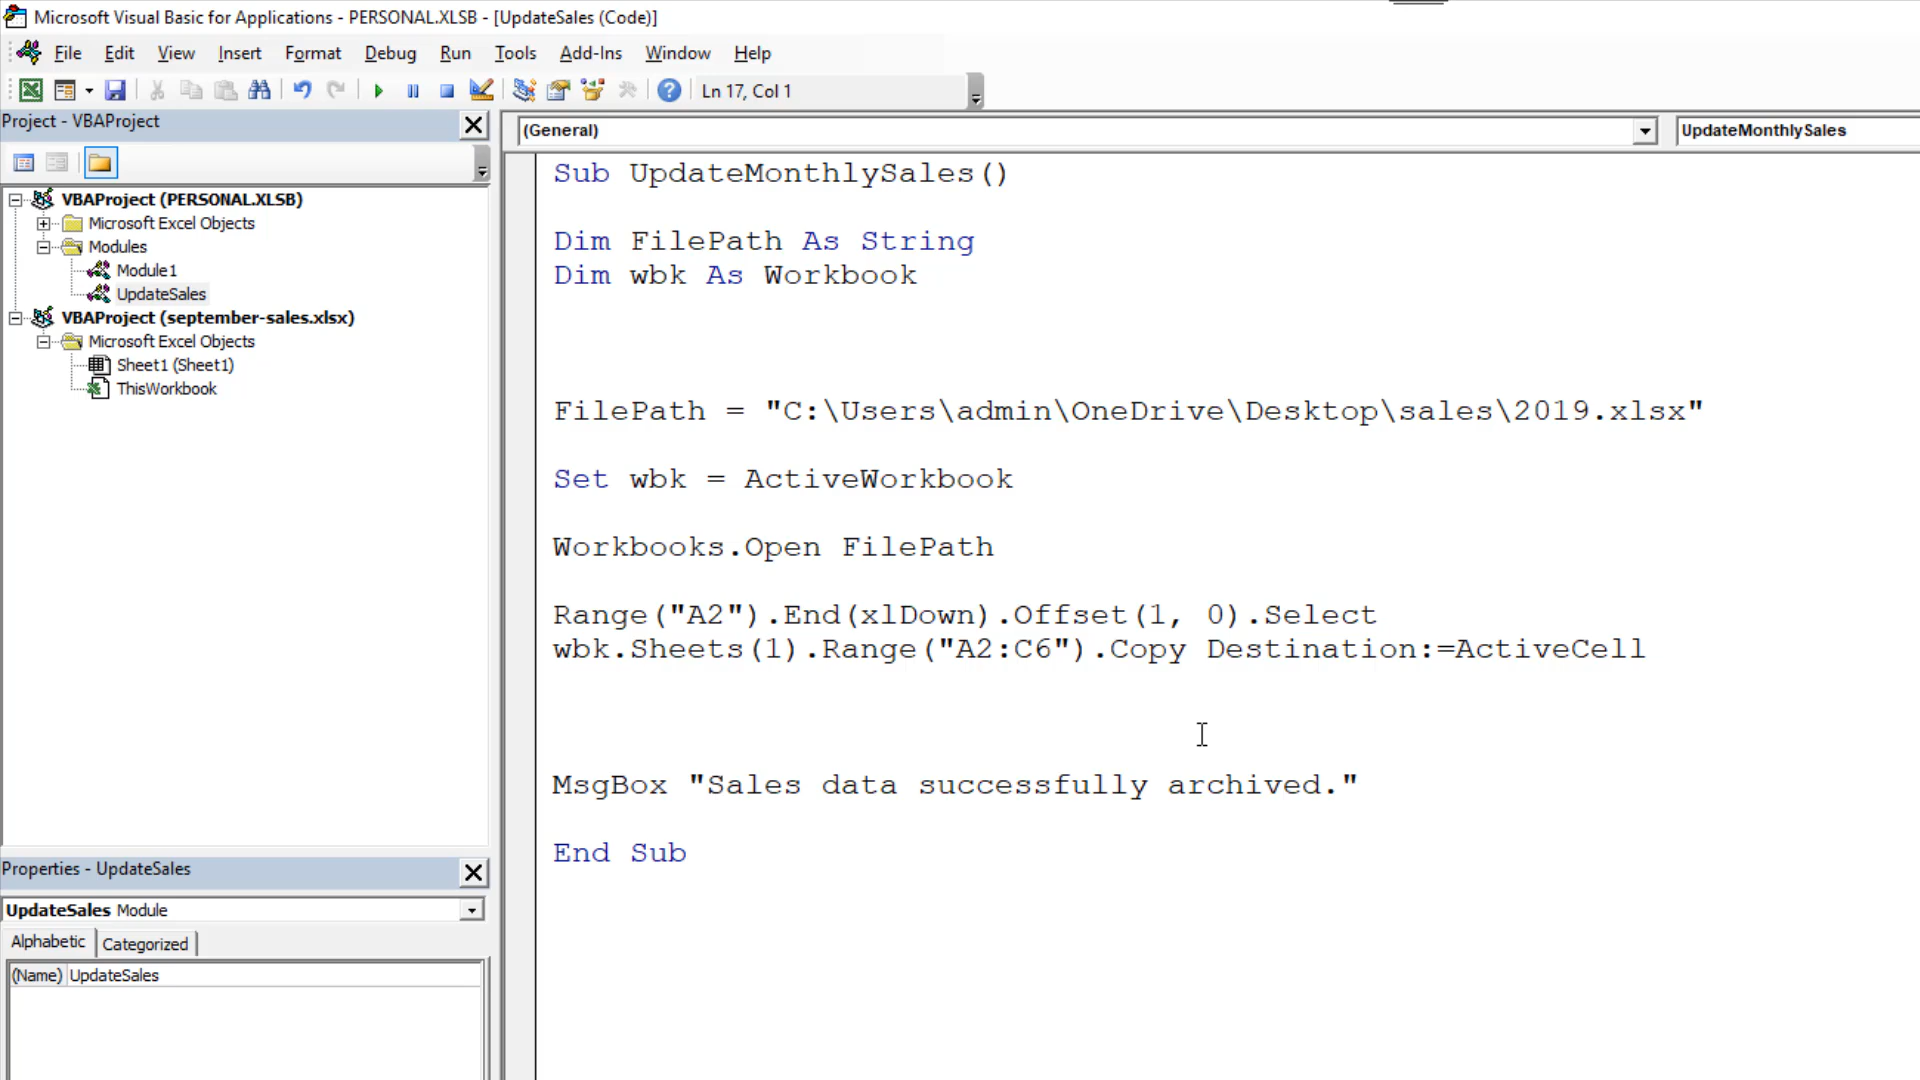 Microsoft Visual Basic for Applications - PERSONAL.XLSB - [UpdateSales (Code)]
File Edit View Insert Format Debug Run Tools Add-Ins Window Help
Ln 17, Col 1
Project - VBAProject
VBAProject (PERSONAL.XLSB)
Microsoft Excel Objects
Modules
Module1
UpdateSales
VBAProject (september-sales.xlsx)
Microsoft Excel Objects
Sheet1 (Sheet1)
ThisWorkbook
Properties - UpdateSales
UpdateSales Module
Alphabetic Categorized
(Name) UpdateSales
(General) UpdateMonthlySales
Sub UpdateMonthlySales()
Dim FilePath As String
Dim wbk As Workbook
FilePath = "C:\Users\admin\OneDrive\Desktop\sales\2019.xlsx"
Set wbk = ActiveWorkbook
Workbooks.Open FilePath
Range("A2").End(xlDown).Offset(1, 0).Select
wbk.Sheets(1).Range("A2:C6").Copy Destination:=ActiveCell
MsgBox "Sales data successfully archived."
End Sub